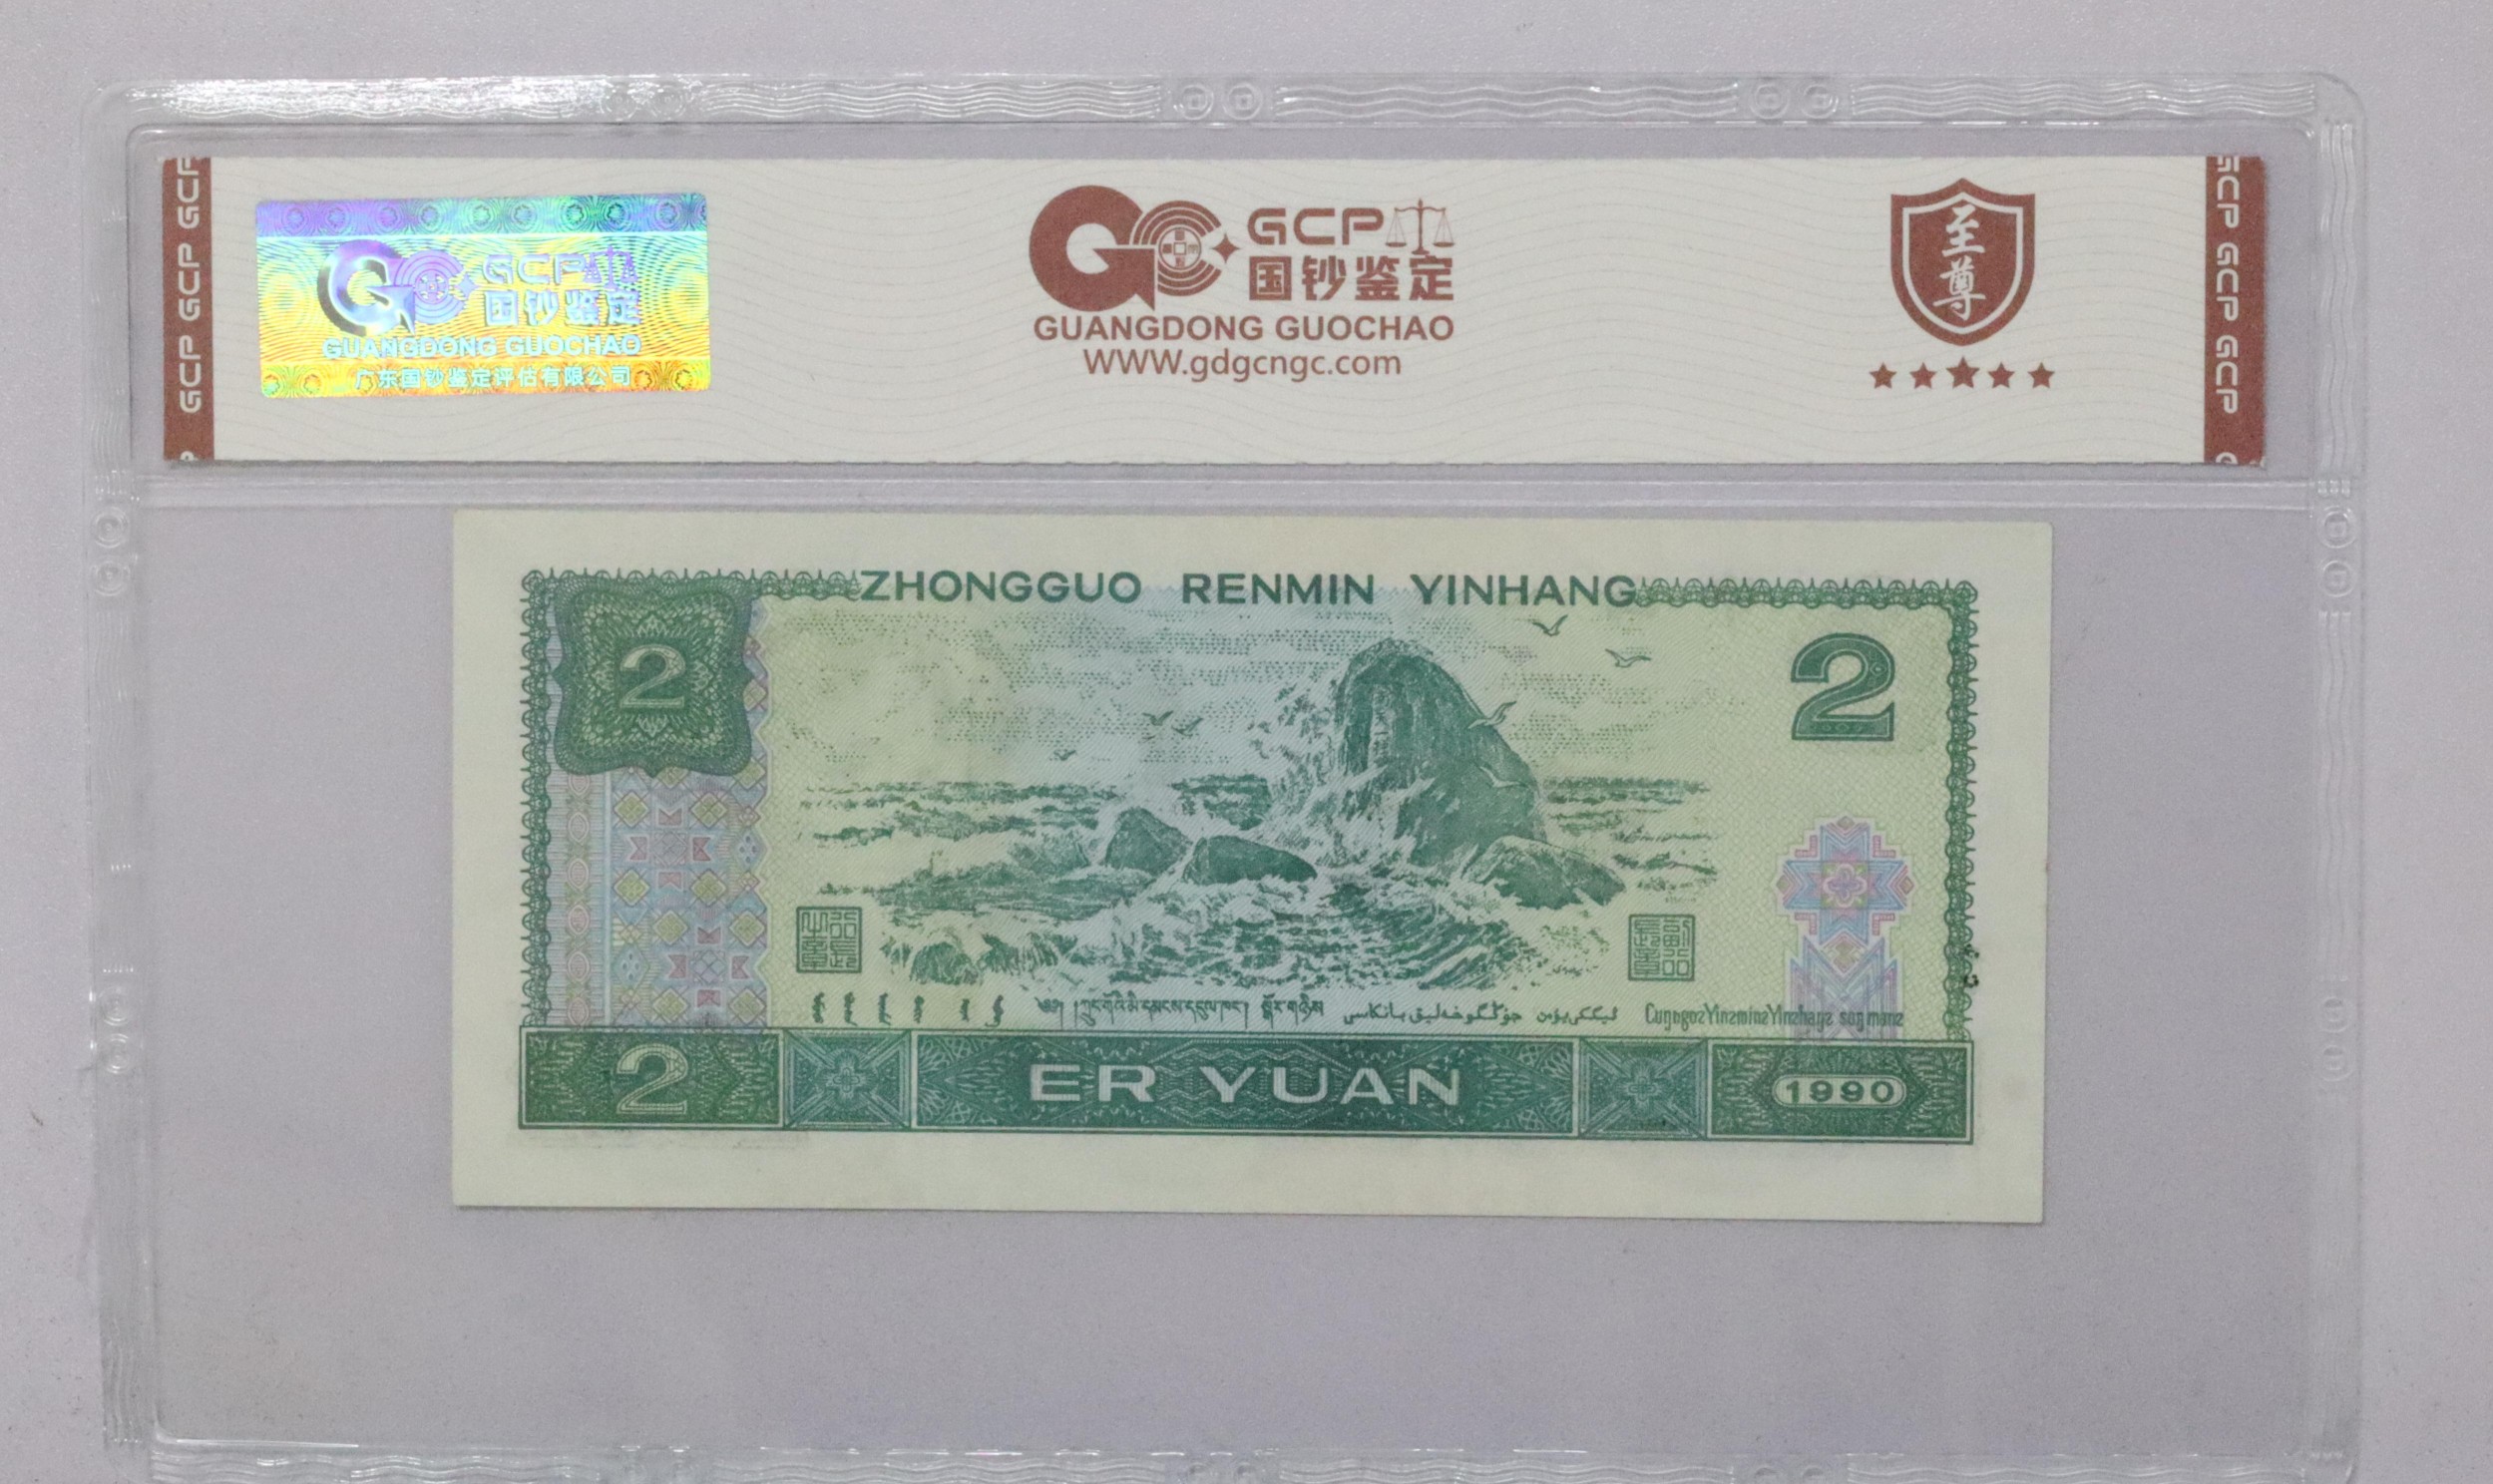 GCP GCP GCP
GCP
国钞鉴定
GUANGDONG GUOCHAO
广东国钞鉴定评估有限公司
GCP
国钞鉴定
GUANGDONG GUOCHAO
WWW.gdgcngc.com
至尊
GCP GCP GCP
ZHONGGUO RENMIN YINHANG
2
2
2
ER YUAN
1990